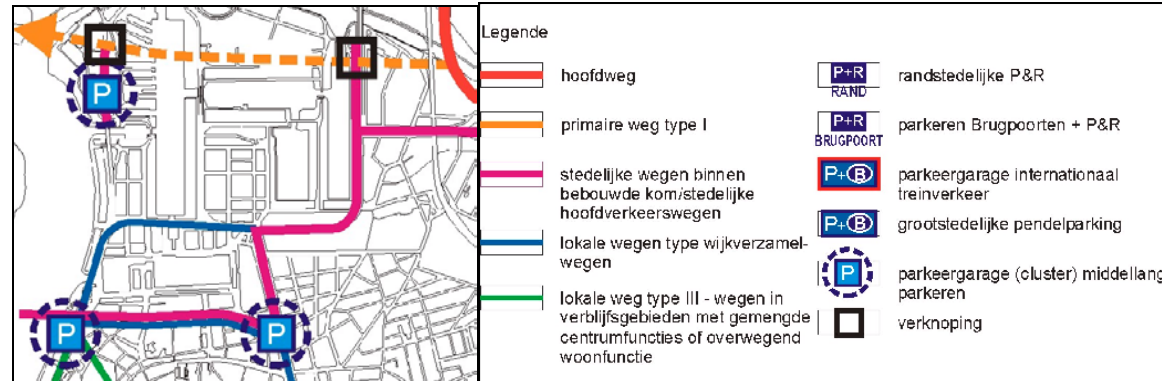 P
P
P
Legende
hoofdweg
primaire weg type I
stedelijke wegen binnen
bebouwde kom/stedelijke
hoofdverkeerswegen
lokale wegen type wijkverzamel-
wegen
lokale weg type III - wegen in
verblijfsgebieden met gemengde
centrumfuncties of overwegend
woonfunctie
P+R
RAND
randstedelijke P&R
P+R
BRUGPOORT
parkeren Brugpoorten + P&R
P+B
parkeergarage internationaal
treinverkeer
P+B
grootstedelijke pendelparking
P
parkeergarage (cluster) middellang
parkeren
verknoping